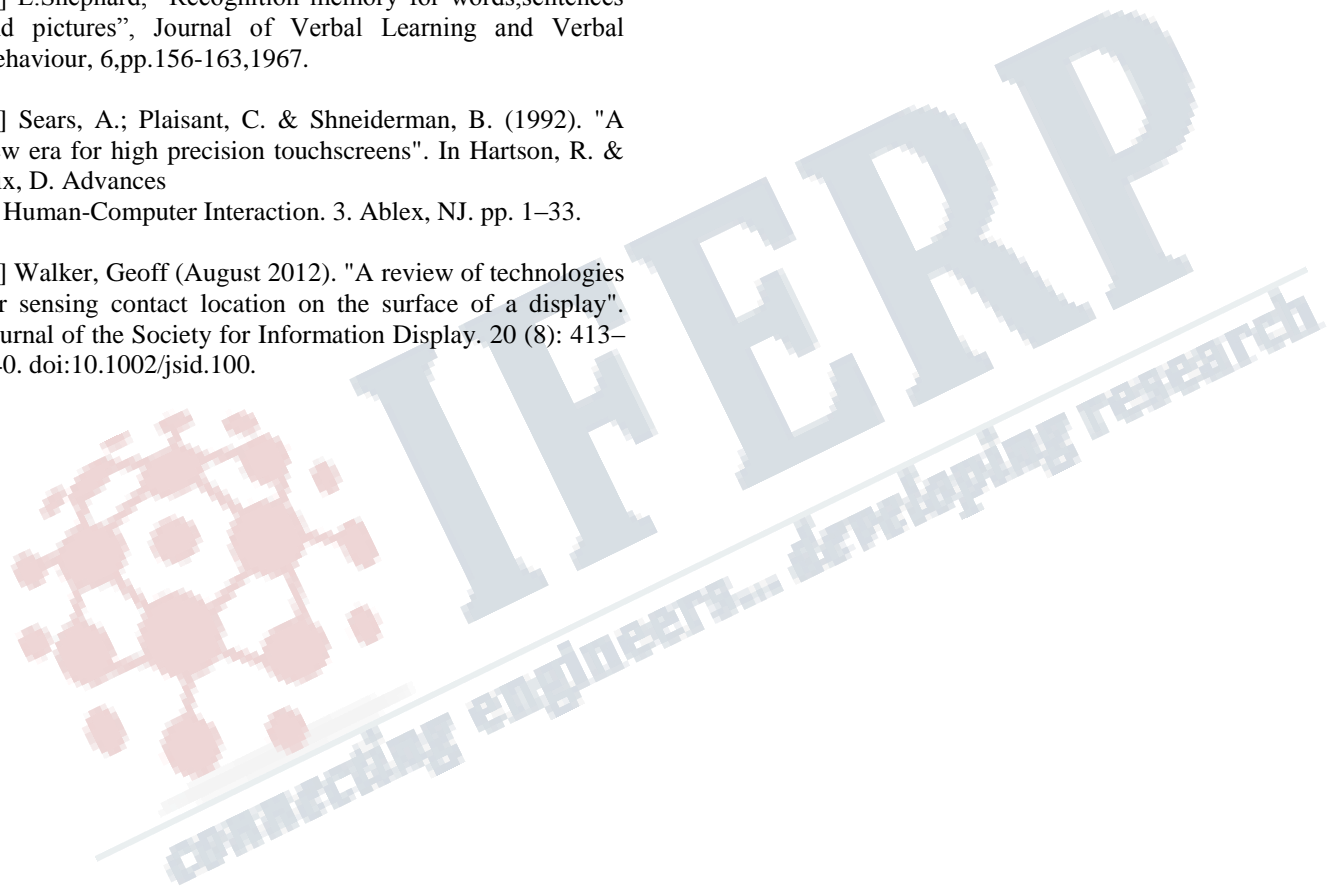 ] E.Shephard, "Recognition memory for words,sentences
d pictures”, Journal of Verbal Learning and Verbal
ehaviour, 6,pp.156-163,1967.
] Sears, A.; Plaisant, C. & Shneiderman, B. (1992). "A
w era for high precision touchscreens". In Hartson, R. &
x, D. Advances
Human-Computer Interaction. 3. Ablex, NJ. pp. 1–33.
] Walker, Geoff (August 2012). "A review of technologies
r sensing contact location on the surface of a display".
urnal of the Society for Information Display. 20 (8): 413–
0. doi:10.1002/jsid.100.
IFERP
connecting engineers... developing research